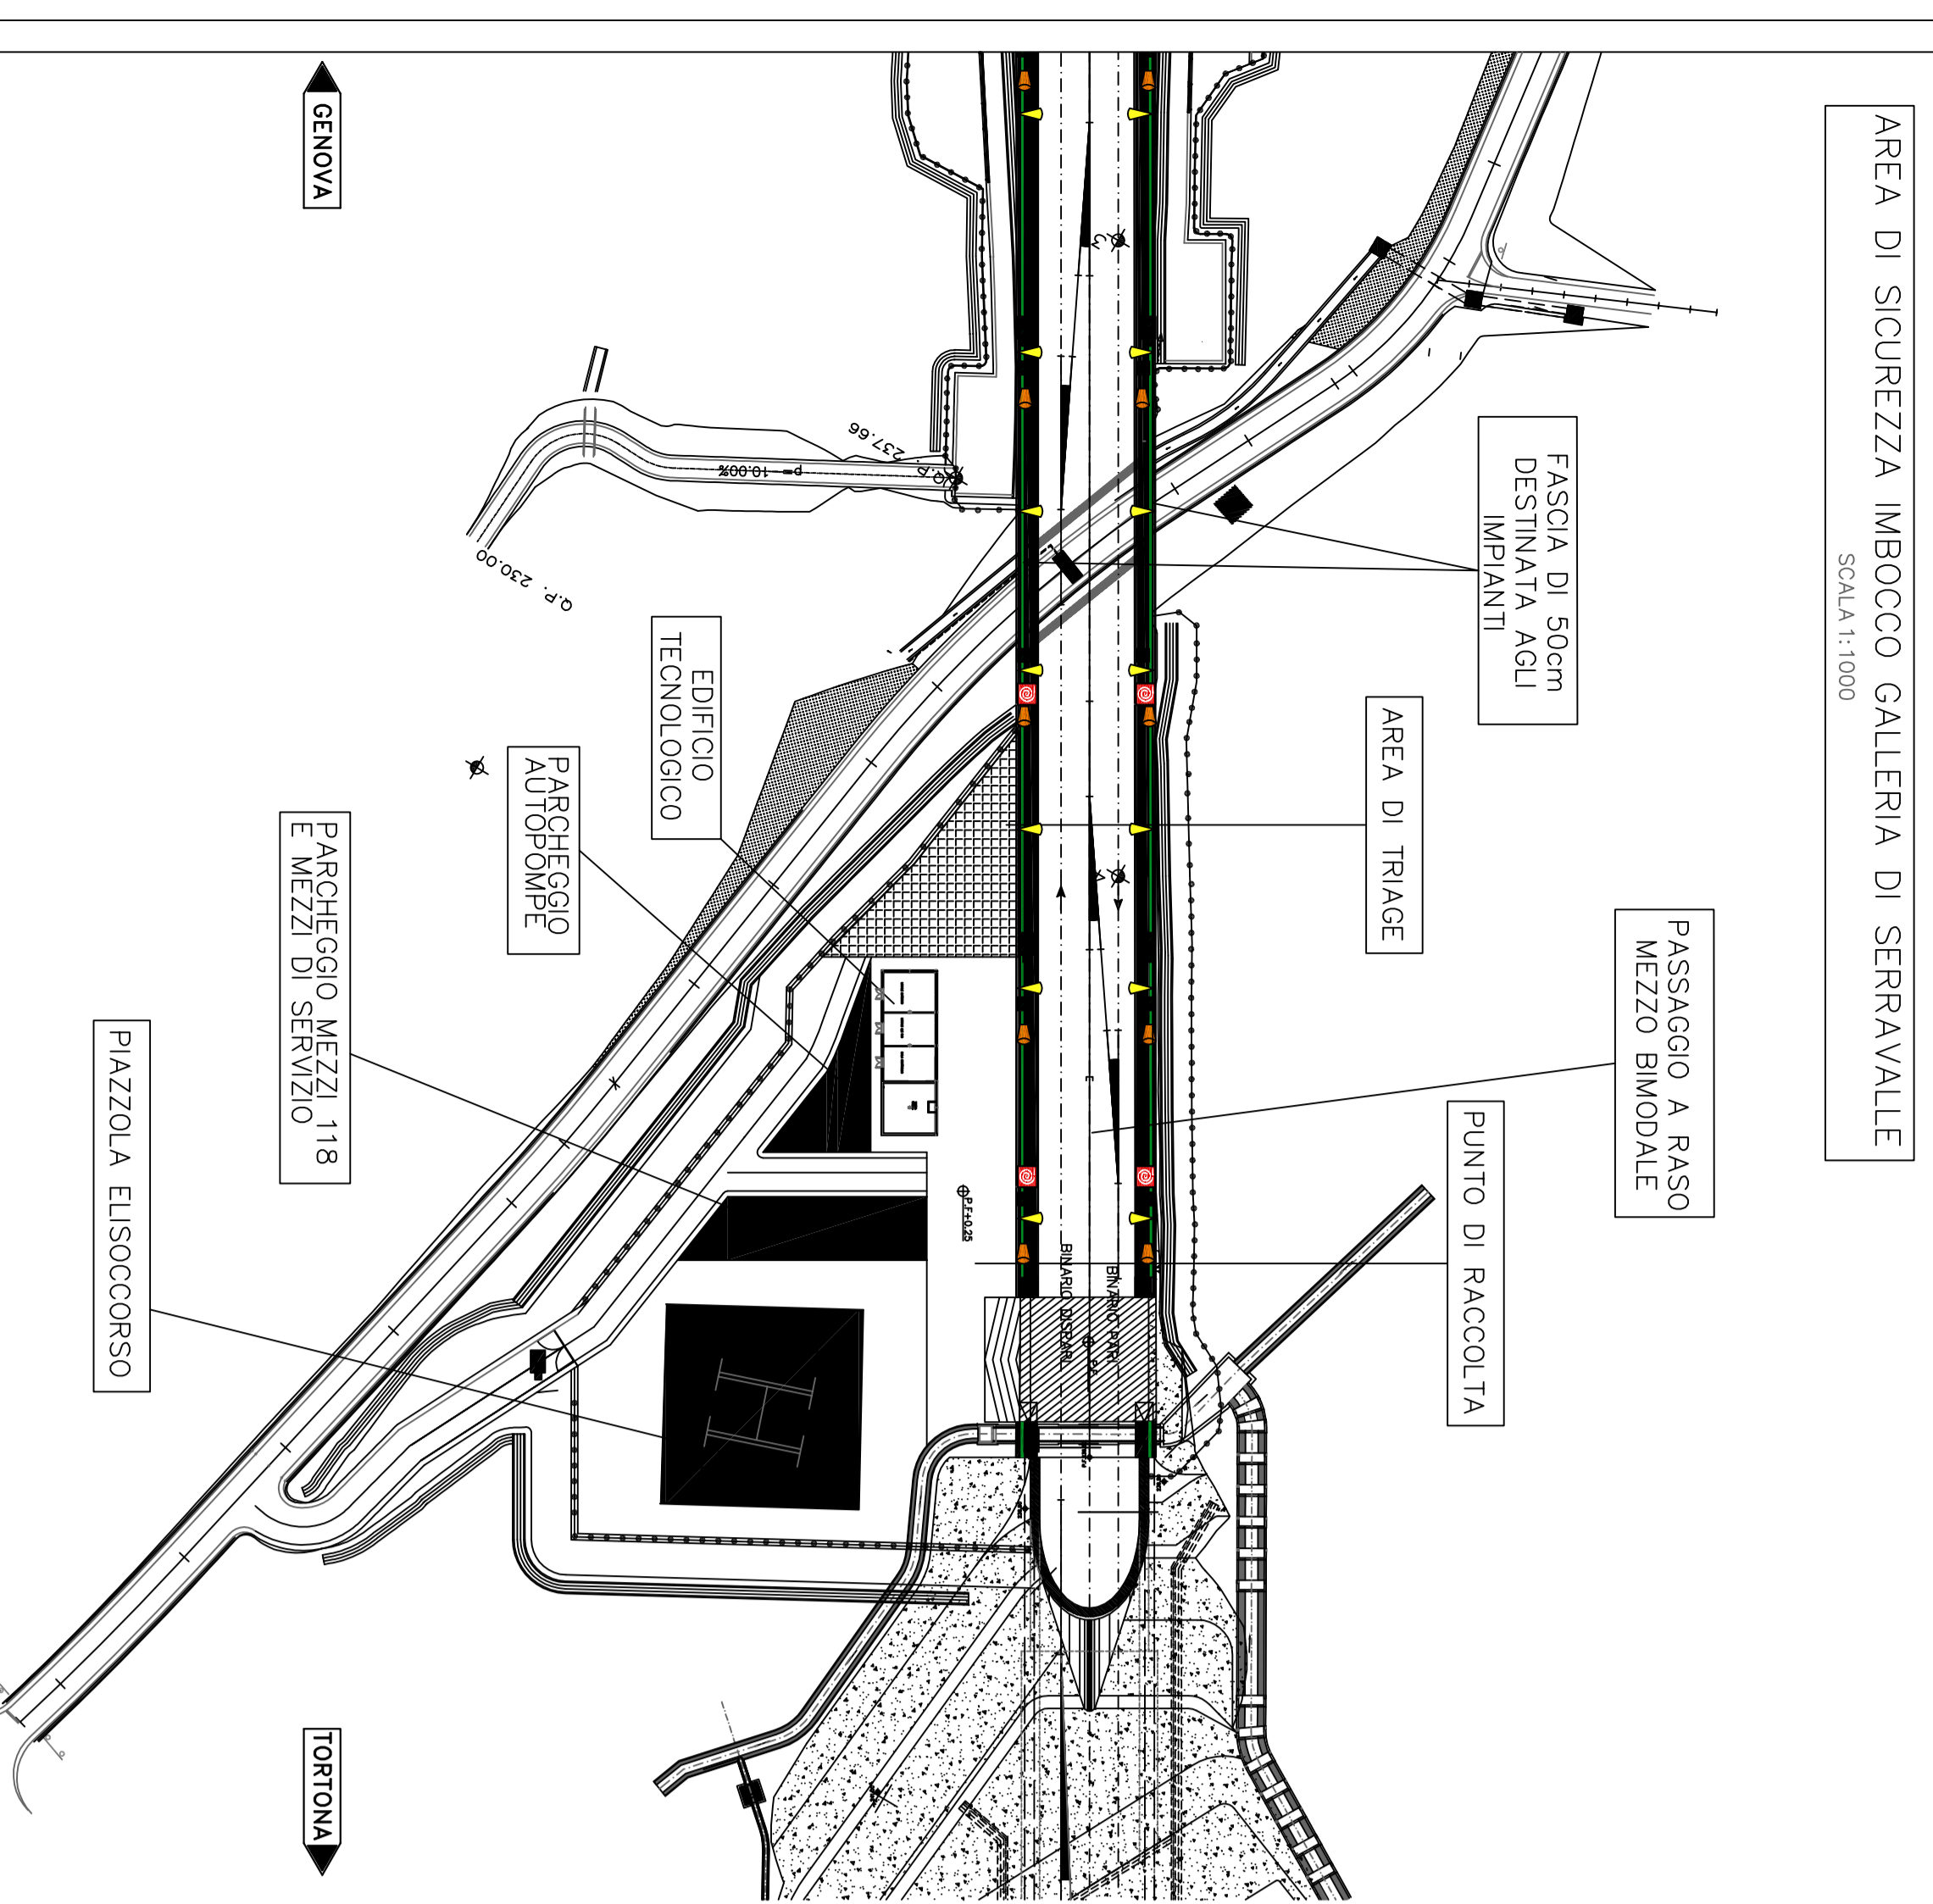 AREA DI SICUREZZA IMBOCCO GALLERIA DI SERRAVALLE
SCALA 1:1000
PASSAGGIO A RASO
MEZZO BIMODALE
FASCIA DI 50cm
DESTINATA AGLI
IMPIANTI
PUNTO DI RACCOLTA
AREA DI TRIAGE
BINARIO PARI
BINARIO DISPARI
P.F+0.25
Q.P. 237.66
p= 10.00%
Q.P. 230.00
EDIFICIO
TECNOLOGICO
PARCHEGGIO
AUTOPOMPE
PARCHEGGIO MEZZI 118
E MEZZI DI SERVIZIO
PIAZZOLA ELISOCCORSO
H
GENOVA
TORTONA